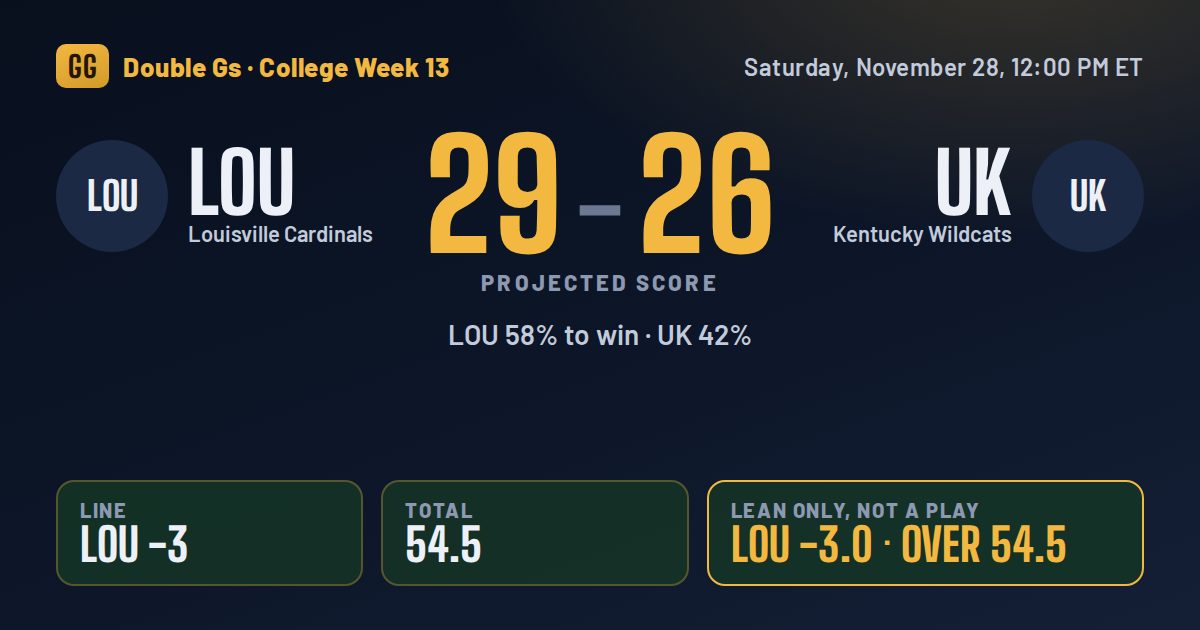 GG Double Gs · College Week 13
Saturday, November 28, 12:00 PM ET
LOU
LOU
Louisville Cardinals
29 – 26
PROJECTED SCORE
LOU 58% to win · UK 42%
UK
Kentucky Wildcats
UK
LINE
LOU −3
TOTAL
54.5
LEAN ONLY, NOT A PLAY
LOU −3.0 · OVER 54.5